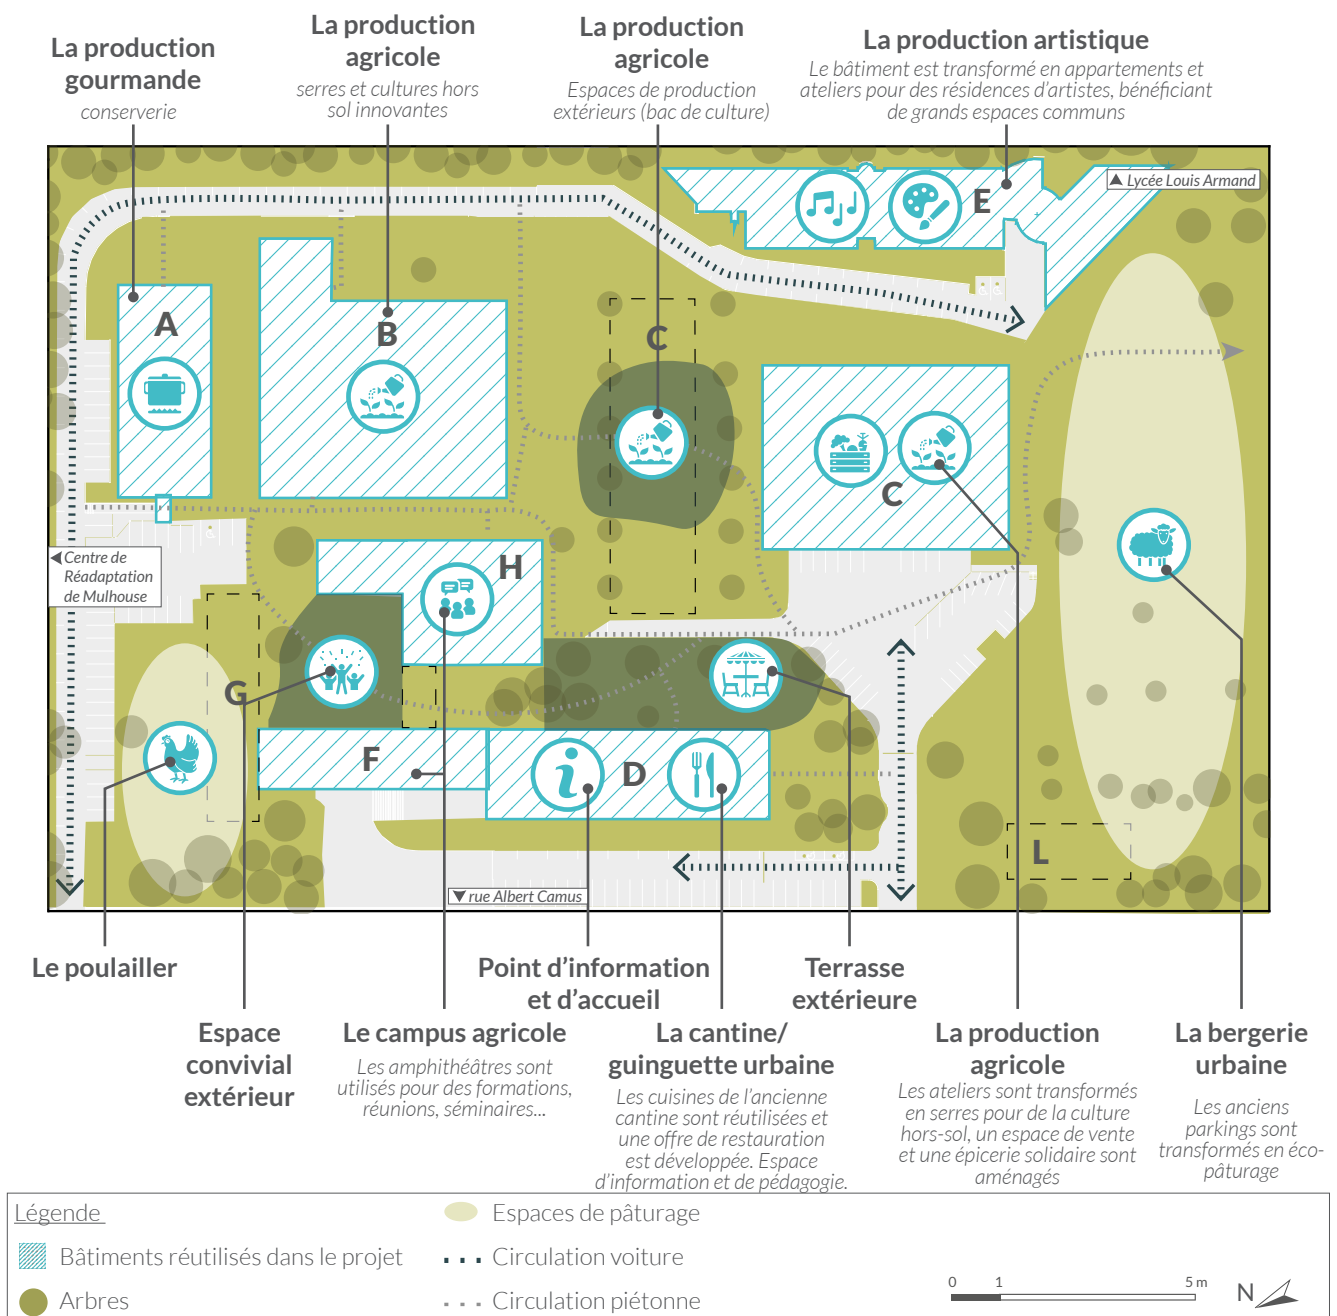 La production
gourmande
conserverie
La production
agricole
serres et cultures hors
sol innovantes
La production
agricole
Espaces de production
extérieurs (bac de culture)
La production artistique
Le bâtiment est transformé en appartements et
ateliers pour des résidences d'artistes, bénéficiant
de grands espaces communs
▲ Lycée Louis Armand
E
A
B
C
C
◀ Centre de
Réadaptation
de Mulhouse
H
G
F
D
L
▼ rue Albert Camus
Le poulailler
Point d'information
et d'accueil
Terrasse
extérieure
Espace
convivial
extérieur
Le campus agricole
Les amphithéâtres sont
utilisés pour des formations,
réunions, séminaires...
La cantine/
guinguette urbaine
Les cuisines de l'ancienne
cantine sont réutilisées et
une offre de restauration
est développée. Espace
d'information et de pédagogie.
La production
agricole
Les ateliers sont transformés
en serres pour de la culture
hors-sol, un espace de vente
et une épicerie solidaire sont
aménagés
La bergerie
urbaine
Les anciens
parkings sont
transformés en éco-
pâturage
Légende
Bâtiments réutilisés dans le projet
Arbres
Espaces de pâturage
Circulation voiture
Circulation piétonne
0 1 5 m
N